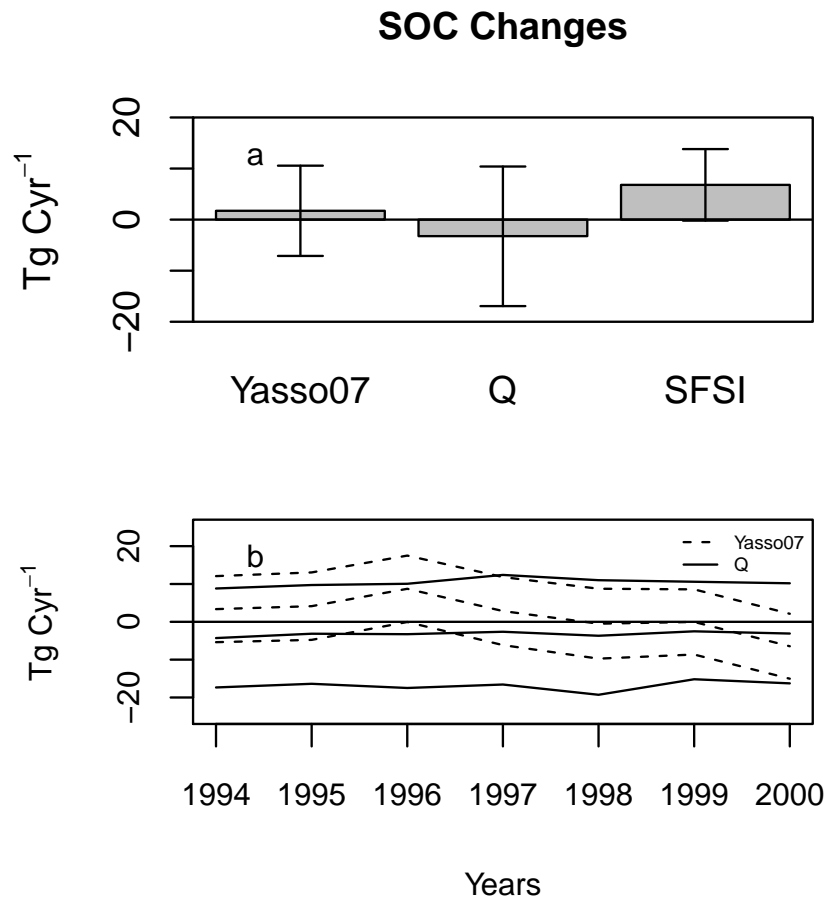 SOC Changes
a
Tg Cyr⁻¹
20
0
−20
Yasso07 Q SFSI
b
Yasso07
Q
Tg Cyr⁻¹
20
0
−20
1994 1995 1996 1997 1998 1999 2000
Years